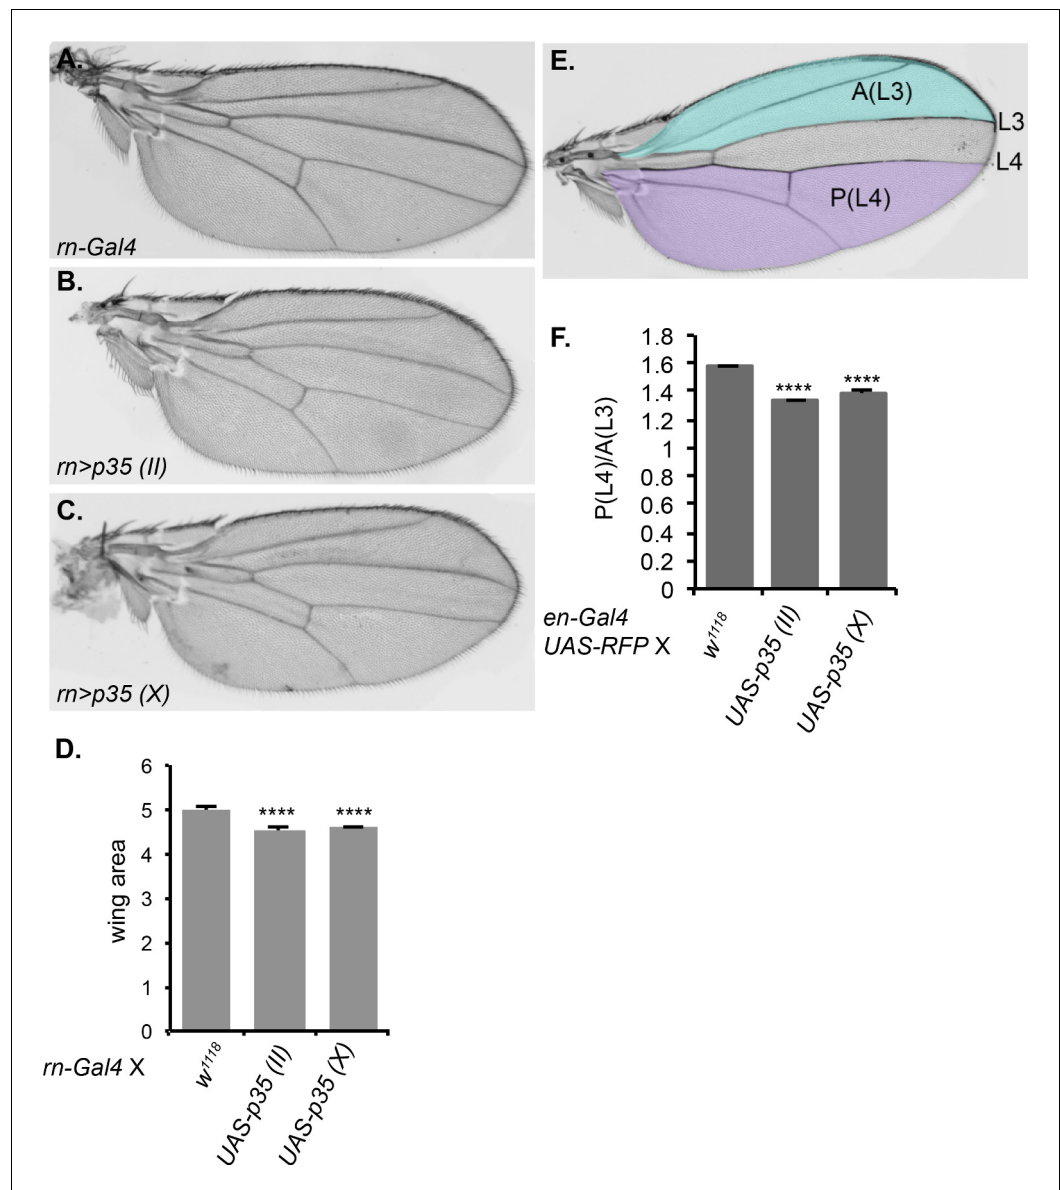 A.
rn-Gal4
B.
rn>p35 (II)
C.
rn>p35 (X)
D.
6
5
4
3
2
1
0
wing area
**** ****
rn-Gal4 X
w1118
UAS-p35 (II)
UAS-p35 (X)
E.
A(L3)
L3
L4
P(L4)
F.
1.8
1.6
1.4
1.2
1
0.8
0.6
0.4
0.2
0
P(L4)/A(L3)
**** ****
en-Gal4
UAS-RFP X
w1118
UAS-p35 (II)
UAS-p35 (X)